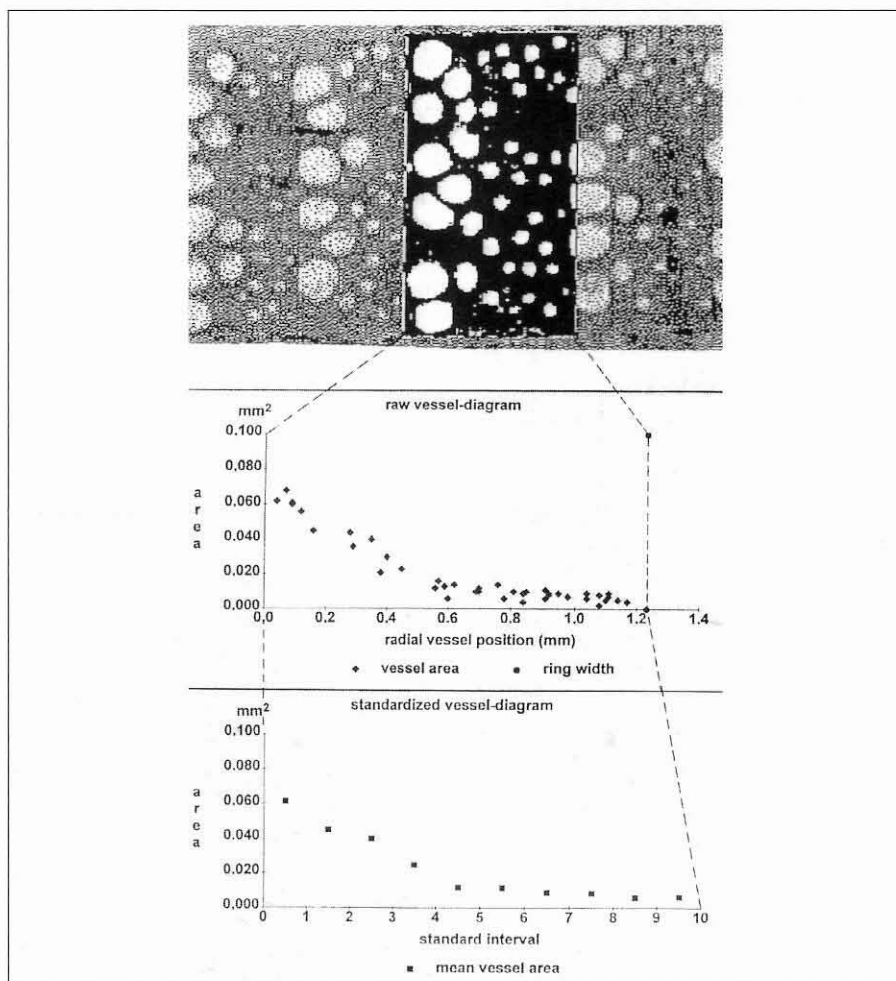 raw vessel-diagram
mm2
0,100
0,080
0,060
0,040
0,020
0,000
area
0.0 0.2 0.4 0.6 0.8 1.0 1.2 1.4
radial vessel position (mm)
vessel area ring width
standardized vessel-diagram
mm2
0,100
0,080
0,060
0,040
0,020
0,000
area
0 1 2 3 4 5 6 7 8 9 10
standard interval
mean vessel area